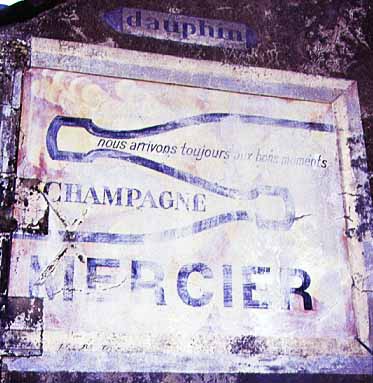 dauphin
nous arrivons toujours aux bons moments
CHAMPAGNE
MERCIER